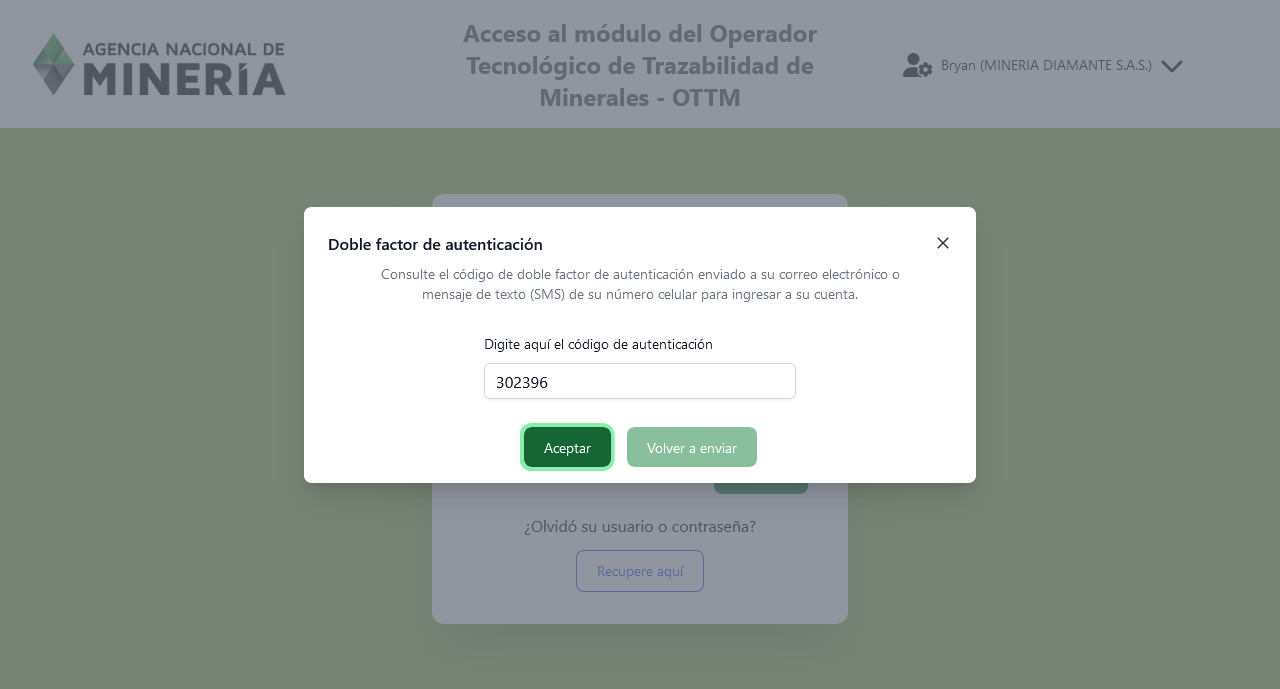 AGENCIA NACIONAL DE
MINERÍA
Acceso al módulo del Operador
Tecnológico de Trazabilidad de
Minerales - OTTM
Bryan (MINERIA DIAMANTE S.A.S.)
Doble factor de autenticación
Consulte el código de doble factor de autenticación enviado a su correo electrónico o
mensaje de texto (SMS) de su número celular para ingresar a su cuenta.
Digite aquí el código de autenticación
302396
Aceptar
Volver a enviar
¿Olvidó su usuario o contraseña?
Recupere aquí